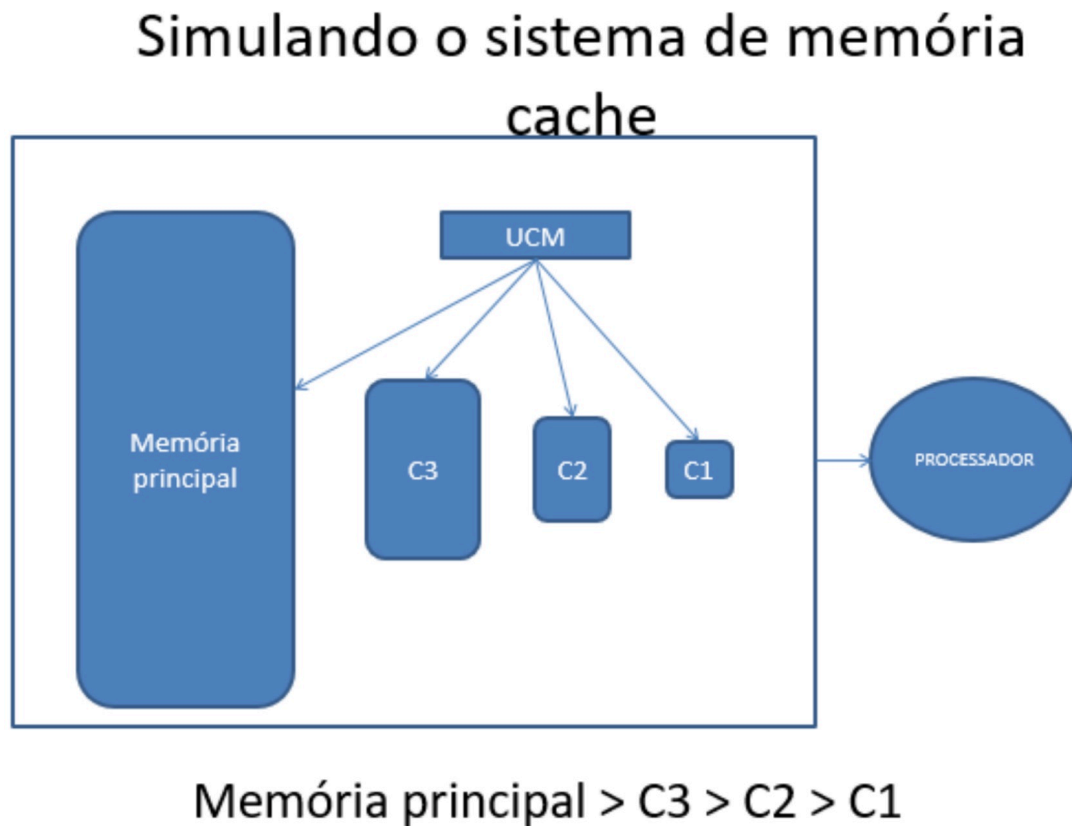 Simulando o sistema de memória
cache
UCM
Memória
principal
C3
C2
C1
PROCESSADOR
Memória principal > C3 > C2 > C1